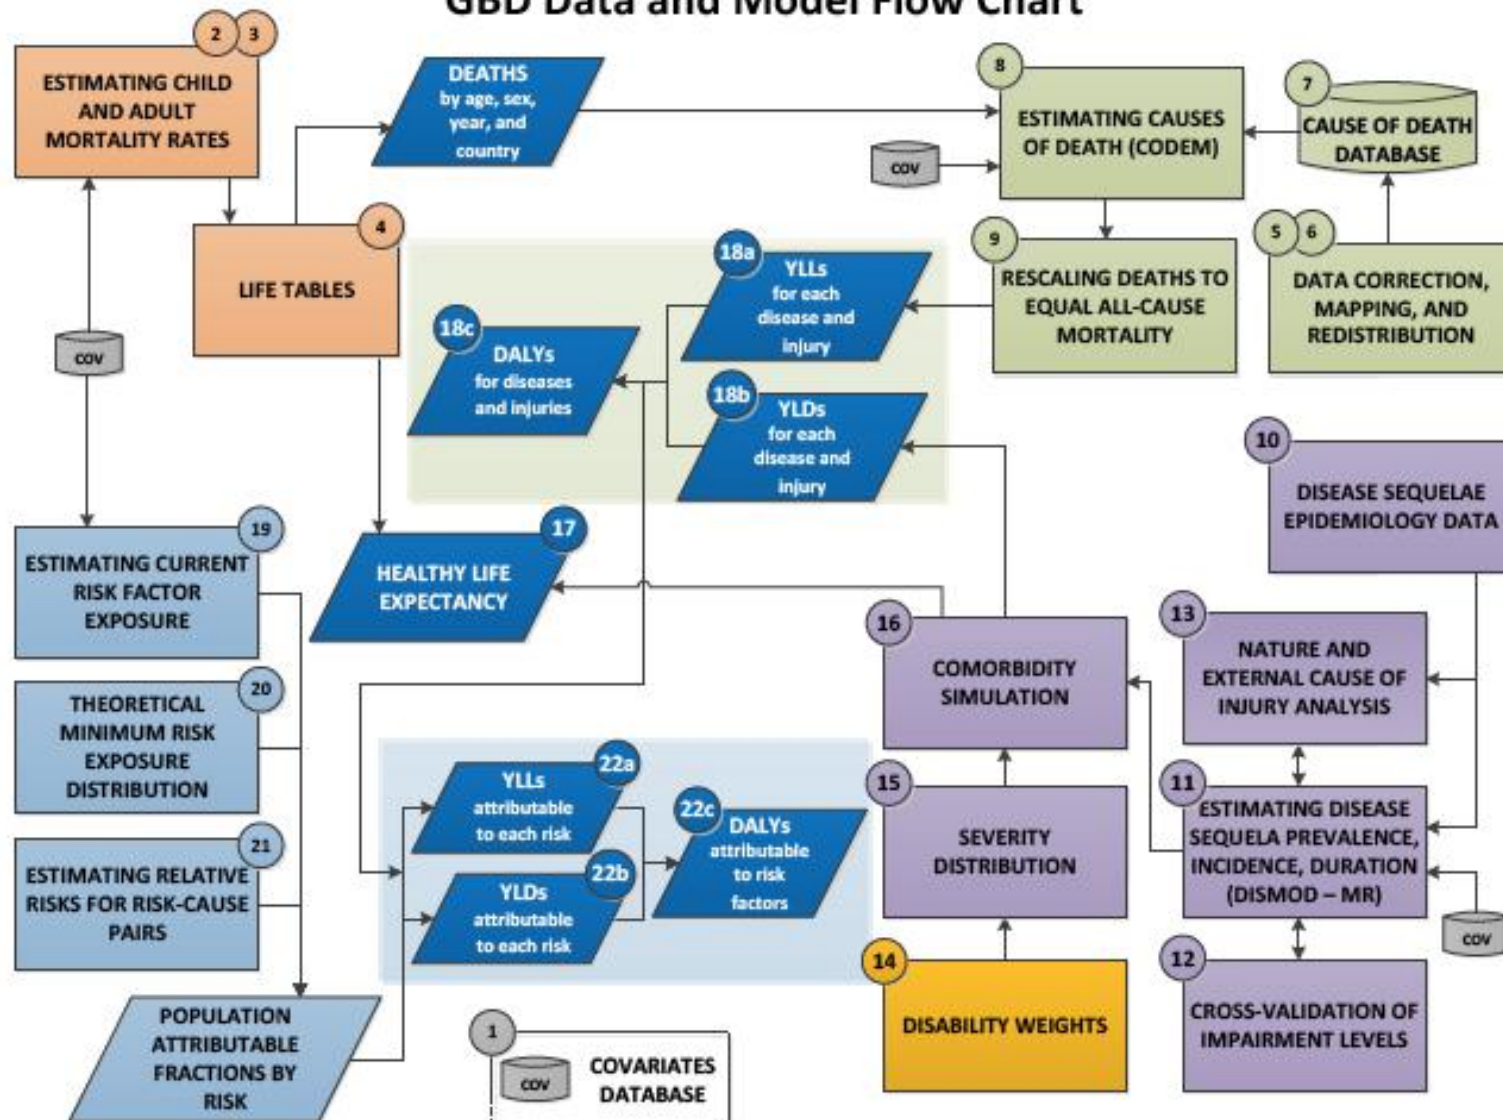 GBD Data and Model Flow Chart
2
3
ESTIMATING CHILD
AND ADULT
MORTALITY RATES
DEATHS
by age, sex,
year, and
country
8
ESTIMATING CAUSES
OF DEATH (CODEM)
7
CAUSE OF DEATH
DATABASE
COV
4
LIFE TABLES
18a
YLLs
for each
disease and
injury
9
RESCALING DEATHS TO
EQUAL ALL-CAUSE
MORTALITY
5
6
DATA CORRECTION,
MAPPING, AND
REDISTRIBUTION
COV
18c
DALYs
for diseases
and injuries
18b
YLDs
for each
disease and
injury
10
DISEASE SEQUELAE
EPIDEMIOLOGY DATA
19
ESTIMATING CURRENT
RISK FACTOR
EXPOSURE
17
HEALTHY LIFE
EXPECTANCY
16
COMORBIDITY
SIMULATION
13
NATURE AND
EXTERNAL CAUSE OF
INJURY ANALYSIS
20
THEORETICAL
MINIMUM RISK
EXPOSURE
DISTRIBUTION
22a
YLLs
attributable
to each risk
22c
DALYs
attributable
to risk
factors
15
SEVERITY
DISTRIBUTION
11
ESTIMATING DISEASE
SEQUELA PREVALENCE,
INCIDENCE, DURATION
(DISMOD – MR)
21
ESTIMATING RELATIVE
RISKS FOR RISK-CAUSE
PAIRS
22b
YLDs
attributable
to each risk
COV
14
DISABILITY WEIGHTS
12
CROSS-VALIDATION OF
IMPAIRMENT LEVELS
POPULATION
ATTRIBUTABLE
FRACTIONS BY
RISK
1
COV
COVARIATES
DATABASE